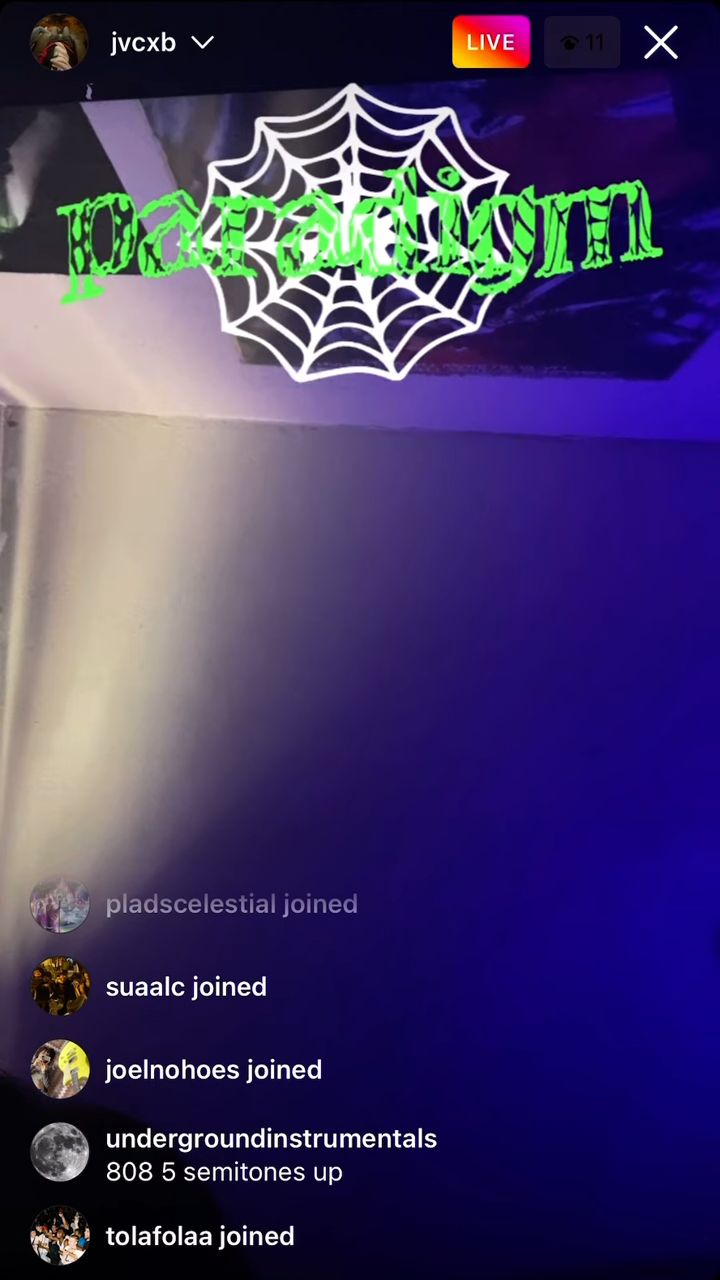 jvcxb
LIVE
11
paradigm
pladscelestial joined
suaalc joined
joelnohoes joined
undergroundinstrumentals
808 5 semitones up
tolafolaa joined